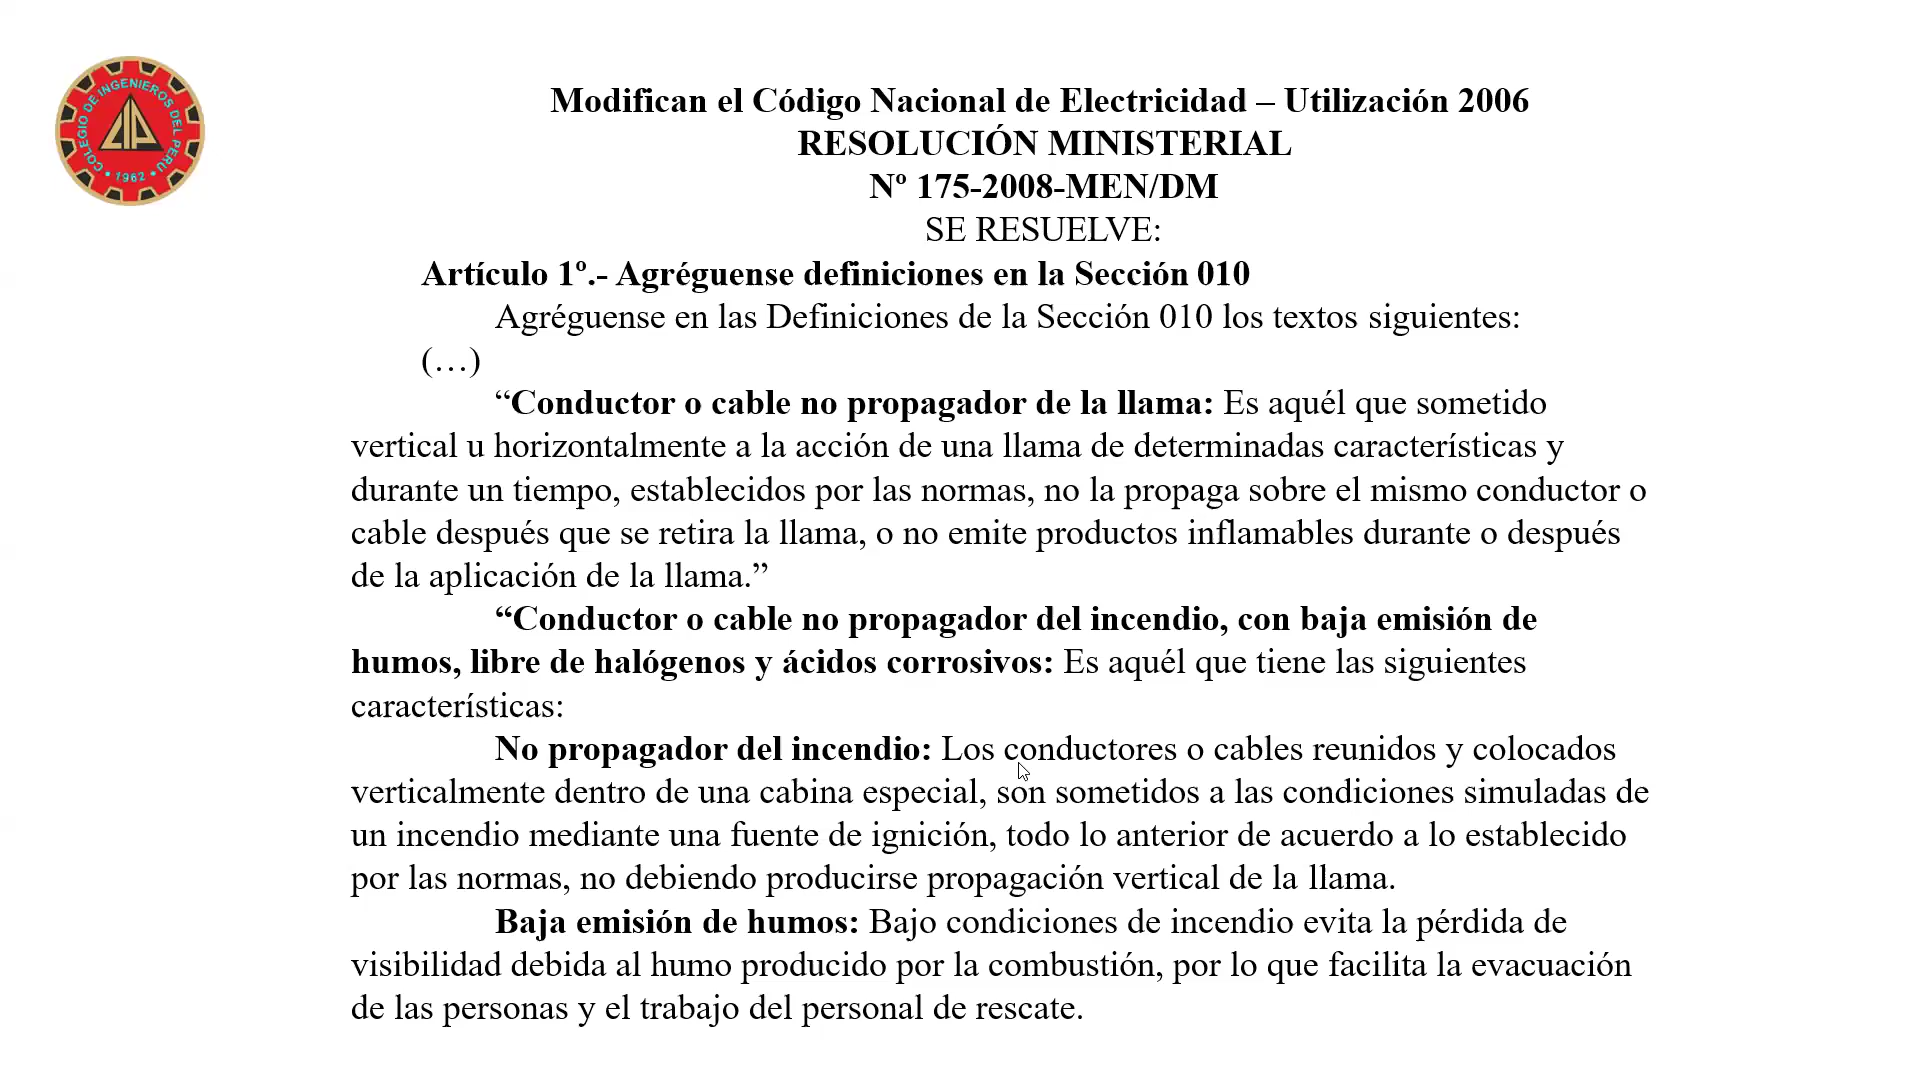 COLEGIO DE INGENIEROS DEL PERU
CIP
• 1962 •
Modifican el Código Nacional de Electricidad – Utilización 2006
RESOLUCIÓN MINISTERIAL
Nº 175-2008-MEN/DM
SE RESUELVE:
Artículo 1º.- Agréguense definiciones en la Sección 010
Agréguense en las Definiciones de la Sección 010 los textos siguientes:
(…)
“Conductor o cable no propagador de la llama: Es aquél que sometido
vertical u horizontalmente a la acción de una llama de determinadas características y
durante un tiempo, establecidos por las normas, no la propaga sobre el mismo conductor o
cable después que se retira la llama, o no emite productos inflamables durante o después
de la aplicación de la llama.”
“Conductor o cable no propagador del incendio, con baja emisión de
humos, libre de halógenos y ácidos corrosivos: Es aquél que tiene las siguientes
características:
No propagador del incendio: Los conductores o cables reunidos y colocados
verticalmente dentro de una cabina especial, son sometidos a las condiciones simuladas de
un incendio mediante una fuente de ignición, todo lo anterior de acuerdo a lo establecido
por las normas, no debiendo producirse propagación vertical de la llama.
Baja emisión de humos: Bajo condiciones de incendio evita la pérdida de
visibilidad debida al humo producido por la combustión, por lo que facilita la evacuación
de las personas y el trabajo del personal de rescate.